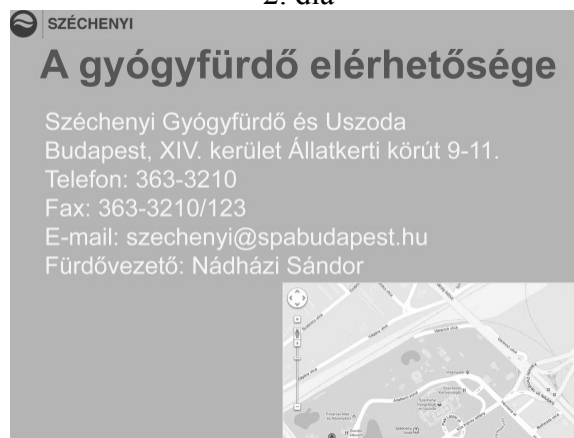 2. dia
SZÉCHENYI
A gyógyfürdő elérhetősége
Széchenyi Gyógyfürdő és Uszoda
Budapest, XIV. kerület Állatkerti körút 9-11.
Telefon: 363-3210
Fax: 363-3210/123
E-mail: szechenyi@spabudapest.hu
Fürdővezető: Nádházi Sándor